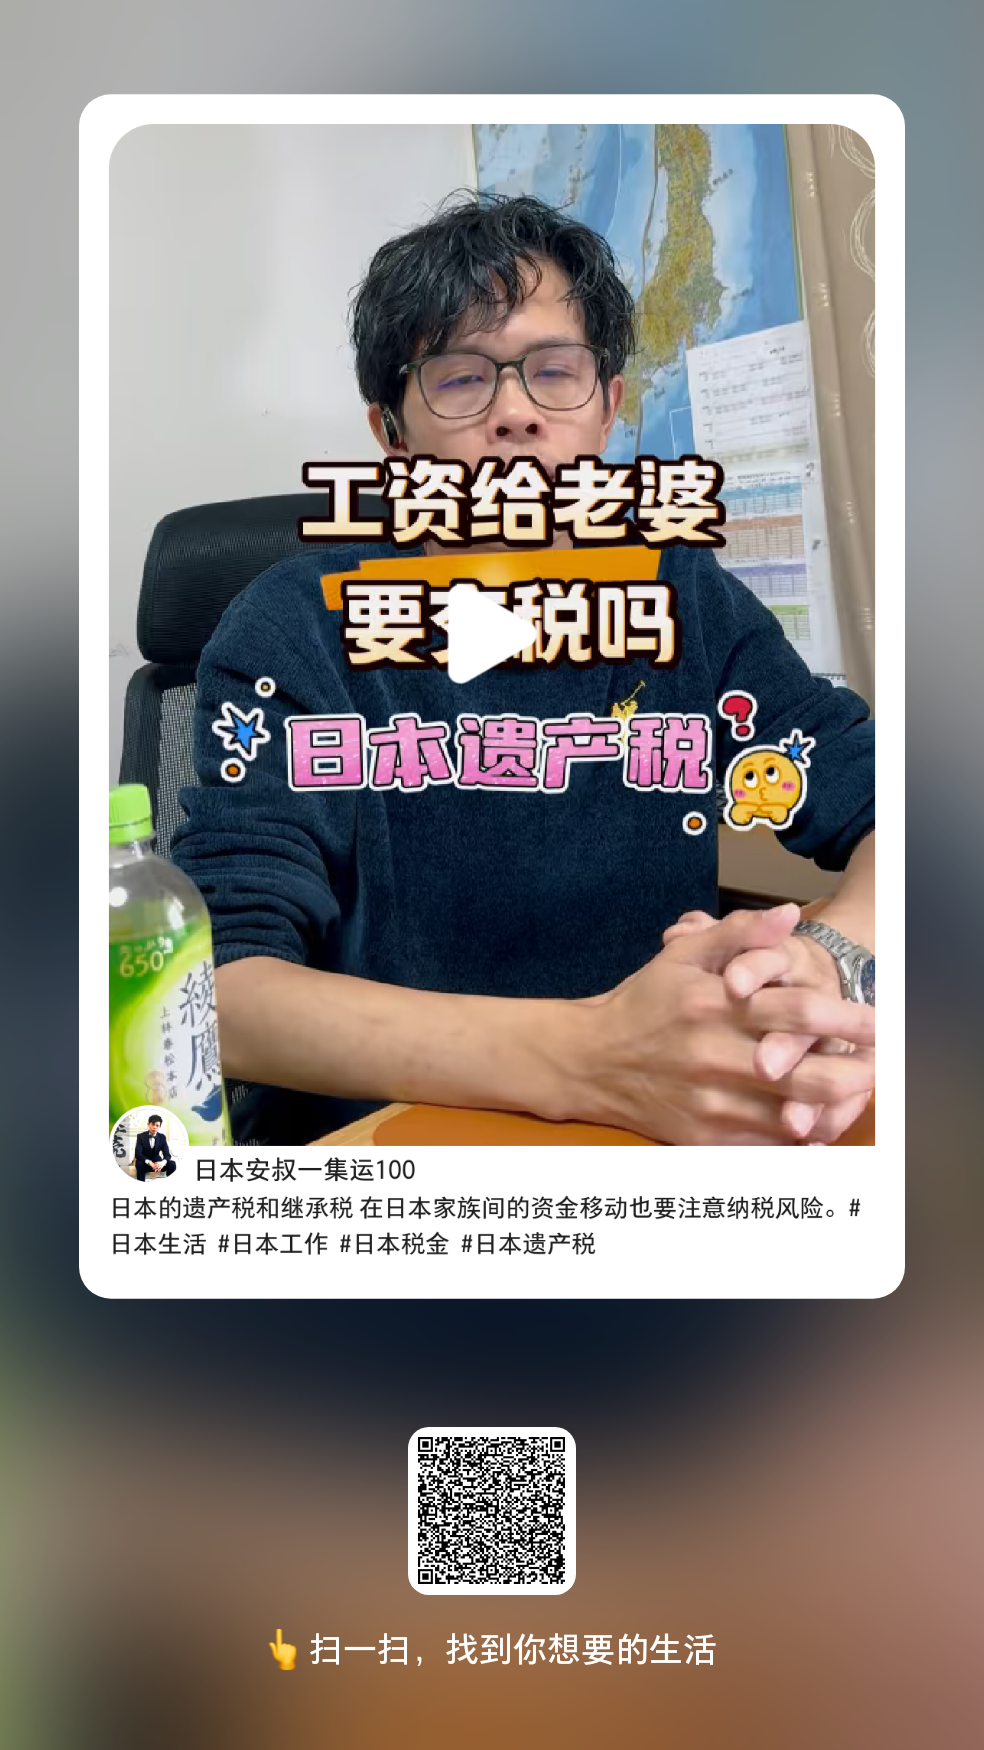 工资给老婆
要交税吗
日本遗产税
650
綾鷹
上林春松本店
日本安叔一集运100
日本的遗产税和继承税 在日本家族间的资金移动也要注意纳税风险。#
日本生活 #日本工作 #日本税金 #日本遗产税
👆 扫一扫，找到你想要的生活